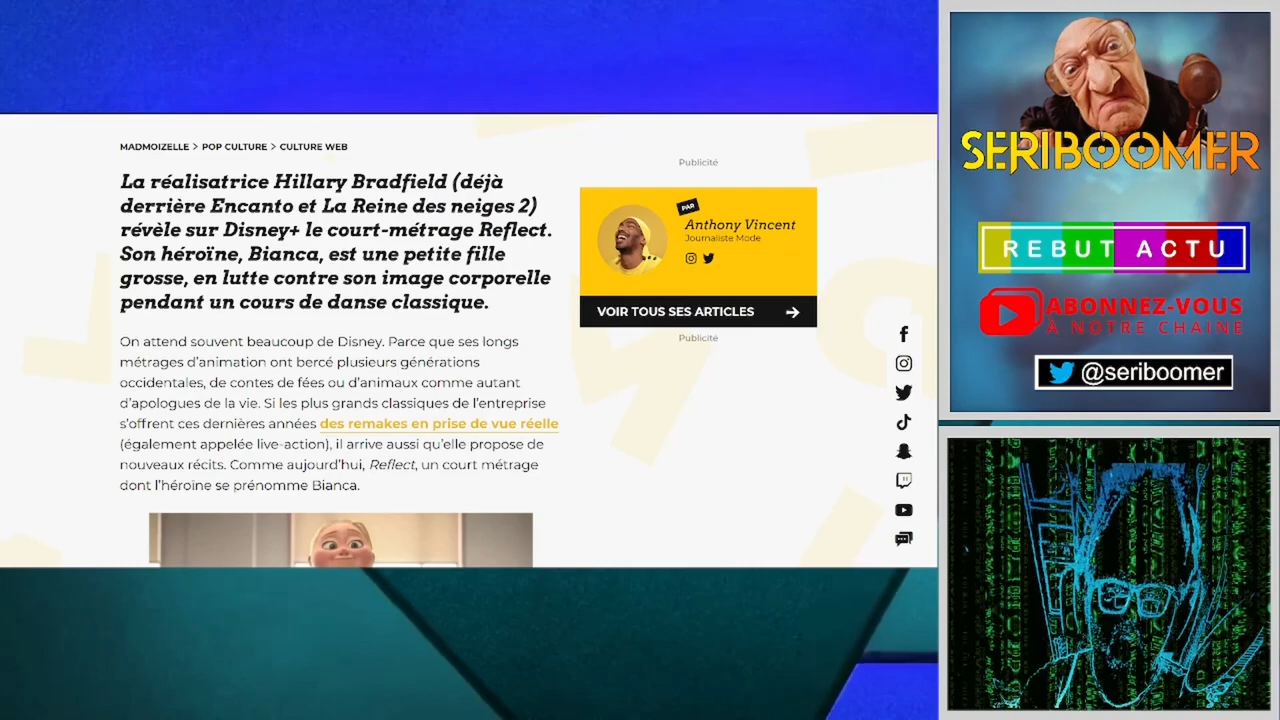 MADMOIZELLE > POP CULTURE > CULTURE WEB
La réalisatrice Hillary Bradfield (déjà
derrière Encanto et La Reine des neiges 2)
révèle sur Disney+ le court-métrage Reflect.
Son héroïne, Bianca, est une petite fille
grosse, en lutte contre son image corporelle
pendant un cours de danse classique.
On attend souvent beaucoup de Disney. Parce que ses longs
métrages d'animation ont bercé plusieurs générations
occidentales, de contes de fées ou d'animaux comme autant
d'apologues de la vie. Si les plus grands classiques de l'entreprise
s'offrent ces dernières années des remakes en prise de vue réelle
(également appelée live-action), il arrive aussi qu'elle propose de
nouveaux récits. Comme aujourd'hui, Reflect, un court métrage
dont l'héroïne se prénomme Bianca.
Publicité
PAR
Anthony Vincent
Journaliste Mode
VOIR TOUS SES ARTICLES
Publicité
SERIBOOMER
REBUT ACTU
ABONNEZ-VOUS
À NOTRE CHAINE
@seriboomer